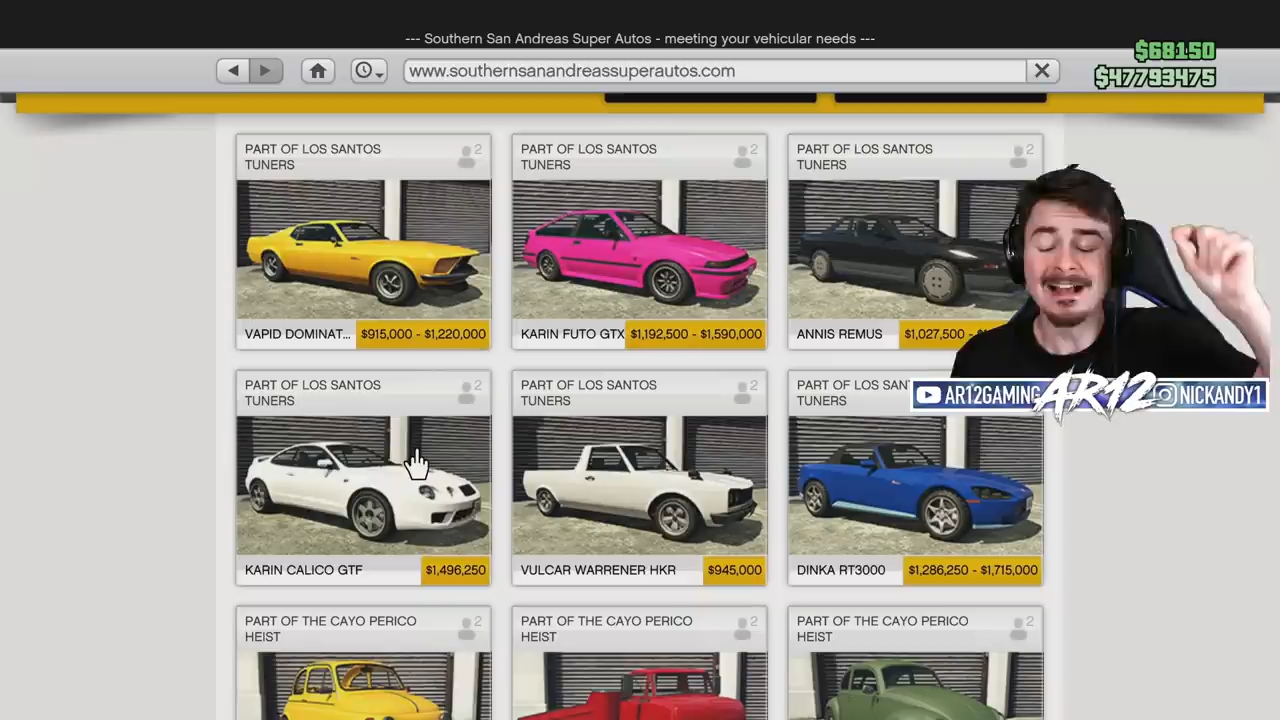 --- Southern San Andreas Super Autos - meeting your vehicular needs ---
$68150
www.southernsanandreassuperautos.com
$47793475
PART OF LOS SANTOS
TUNERS
2
PART OF LOS SANTOS
TUNERS
2
PART OF LOS SANTOS
TUNERS
2
VAPID DOMINAT...
$915,000 - $1,220,000
KARIN FUTO GTX
$1,192,500 - $1,590,000
ANNIS REMUS
$1,027,500 -
PART OF LOS SANTOS
TUNERS
2
PART OF LOS SANTOS
TUNERS
2
PART OF LOS SAN
TUNERS
AR12GAMING
AR12
NICKANDY1
KARIN CALICO GTF
$1,496,250
VULCAR WARRENER HKR
$945,000
DINKA RT3000
$1,286,250 - $1,715,000
PART OF THE CAYO PERICO
HEIST
2
PART OF THE CAYO PERICO
HEIST
2
PART OF THE CAYO PERICO
HEIST
2